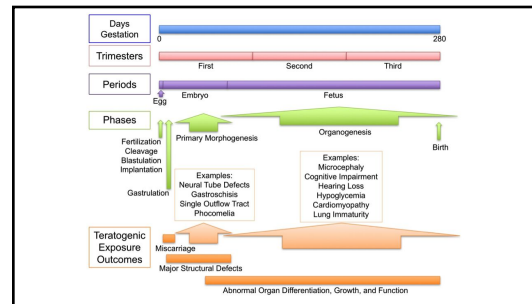 Days
Gestation
0
280
Trimesters
First
Second
Third
Periods
Egg
Embryo
Fetus
Phases
Primary Morphogenesis
Organogenesis
Birth
Fertilization
Cleavage
Blastulation
Implantation
Gastrulation
Examples:
Neural Tube Defects
Gastroschisis
Single Outflow Tract
Phocomelia
Examples:
Microcephaly
Cognitive Impairment
Hearing Loss
Hypoglycemia
Cardiomyopathy
Lung Immaturity
Teratogenic
Exposure
Outcomes
Miscarriage
Major Structural Defects
Abnormal Organ Differentiation, Growth, and Function